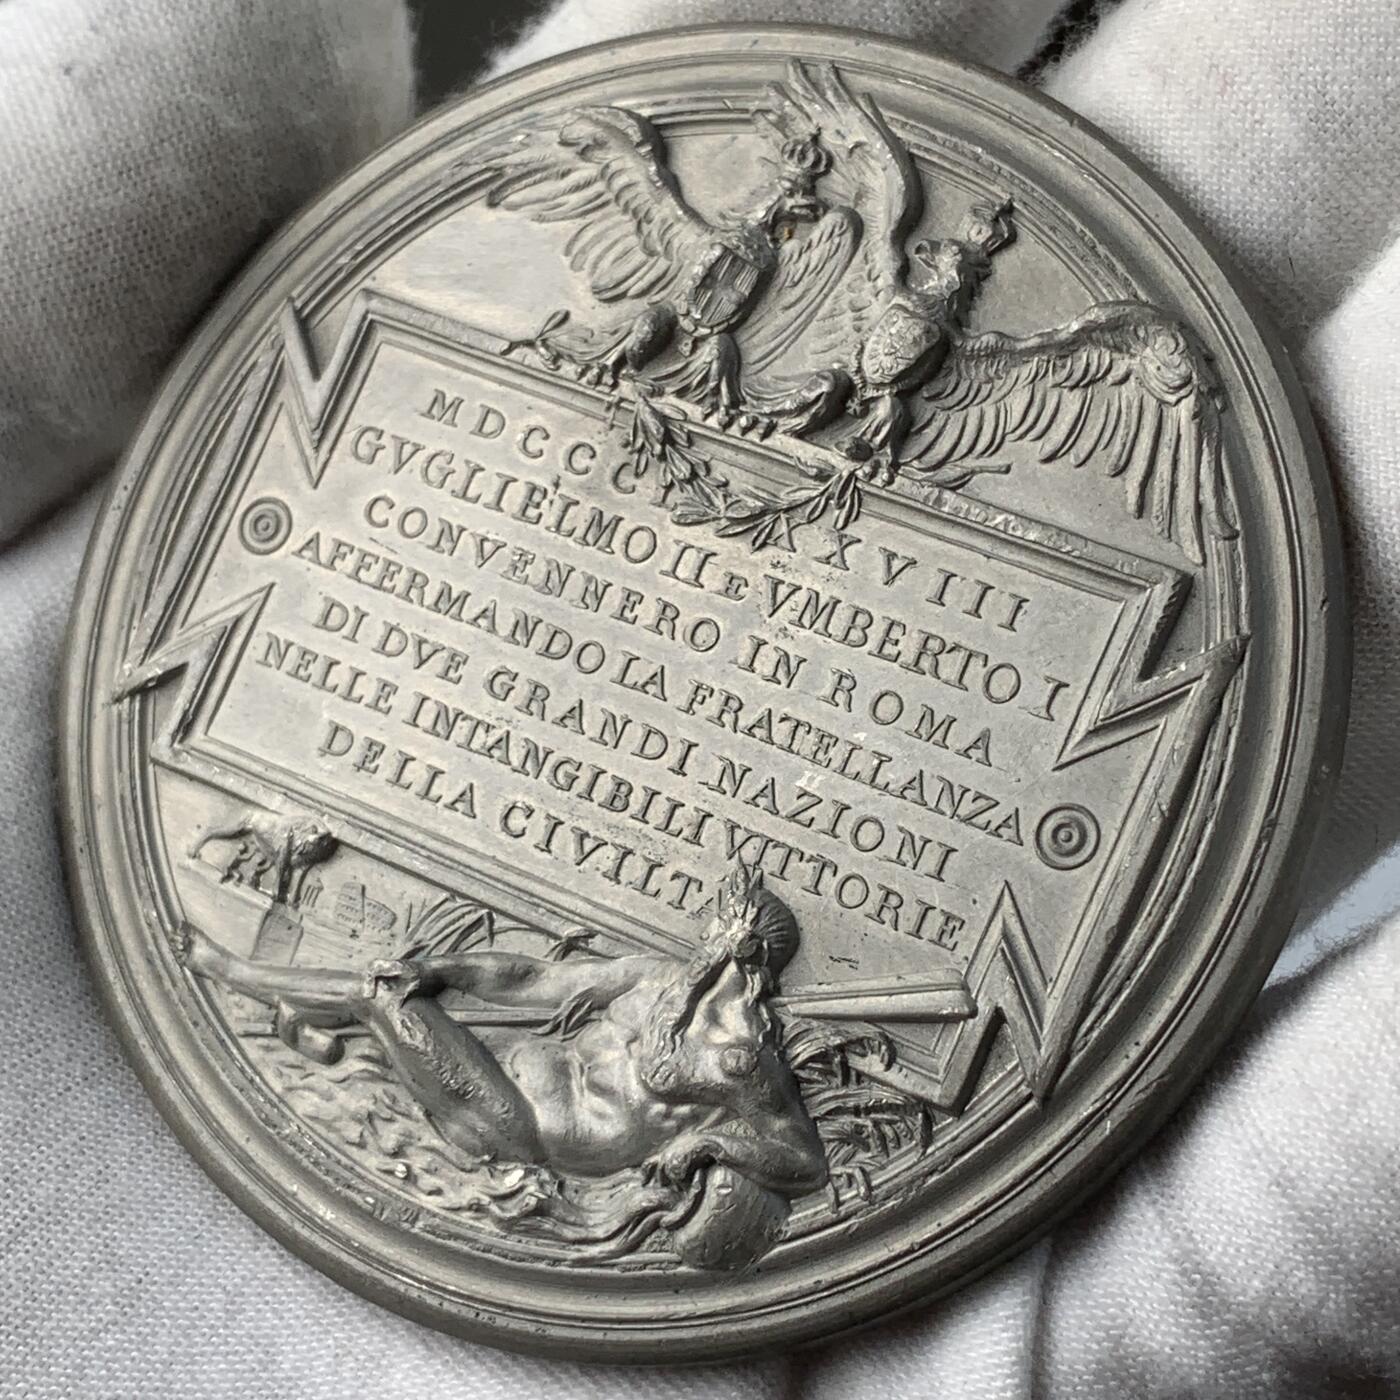 MDCCC XXVIII
GVGLIELMO II E VMBERTO I
CONVENNERO IN ROMA
AFFERMANDO LA FRATELLANZA
DI DVE GRANDI NAZIONI
NELLE INTANGIBILI VITTORIE
DELLA CIVILTA